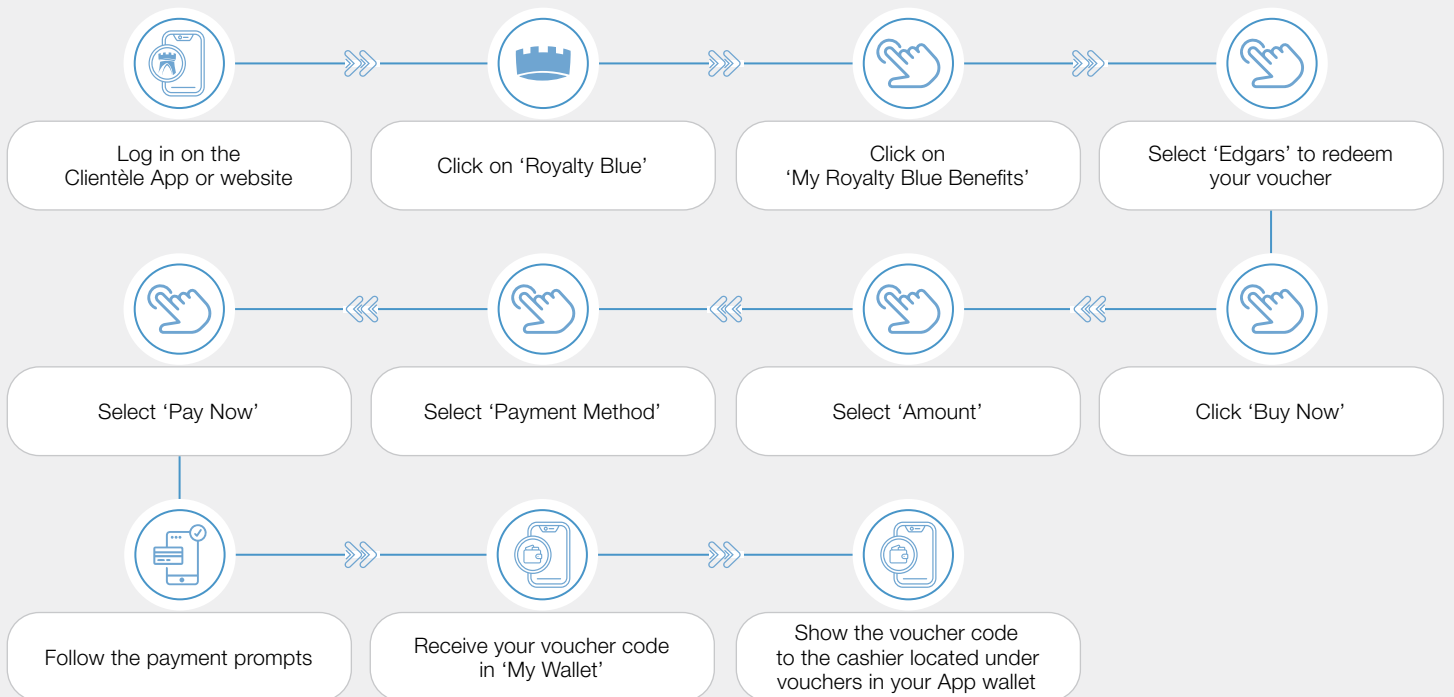 Log in on the
Clientèle App or website
Click on ‘Royalty Blue’
Click on
‘My Royalty Blue Benefits’
Select ‘Edgars’ to redeem
your voucher
Click ‘Buy Now’
Select ‘Amount’
Select ‘Payment Method’
Select ‘Pay Now’
Follow the payment prompts
Receive your voucher code
in ‘My Wallet’
Show the voucher code
to the cashier located under
vouchers in your App wallet